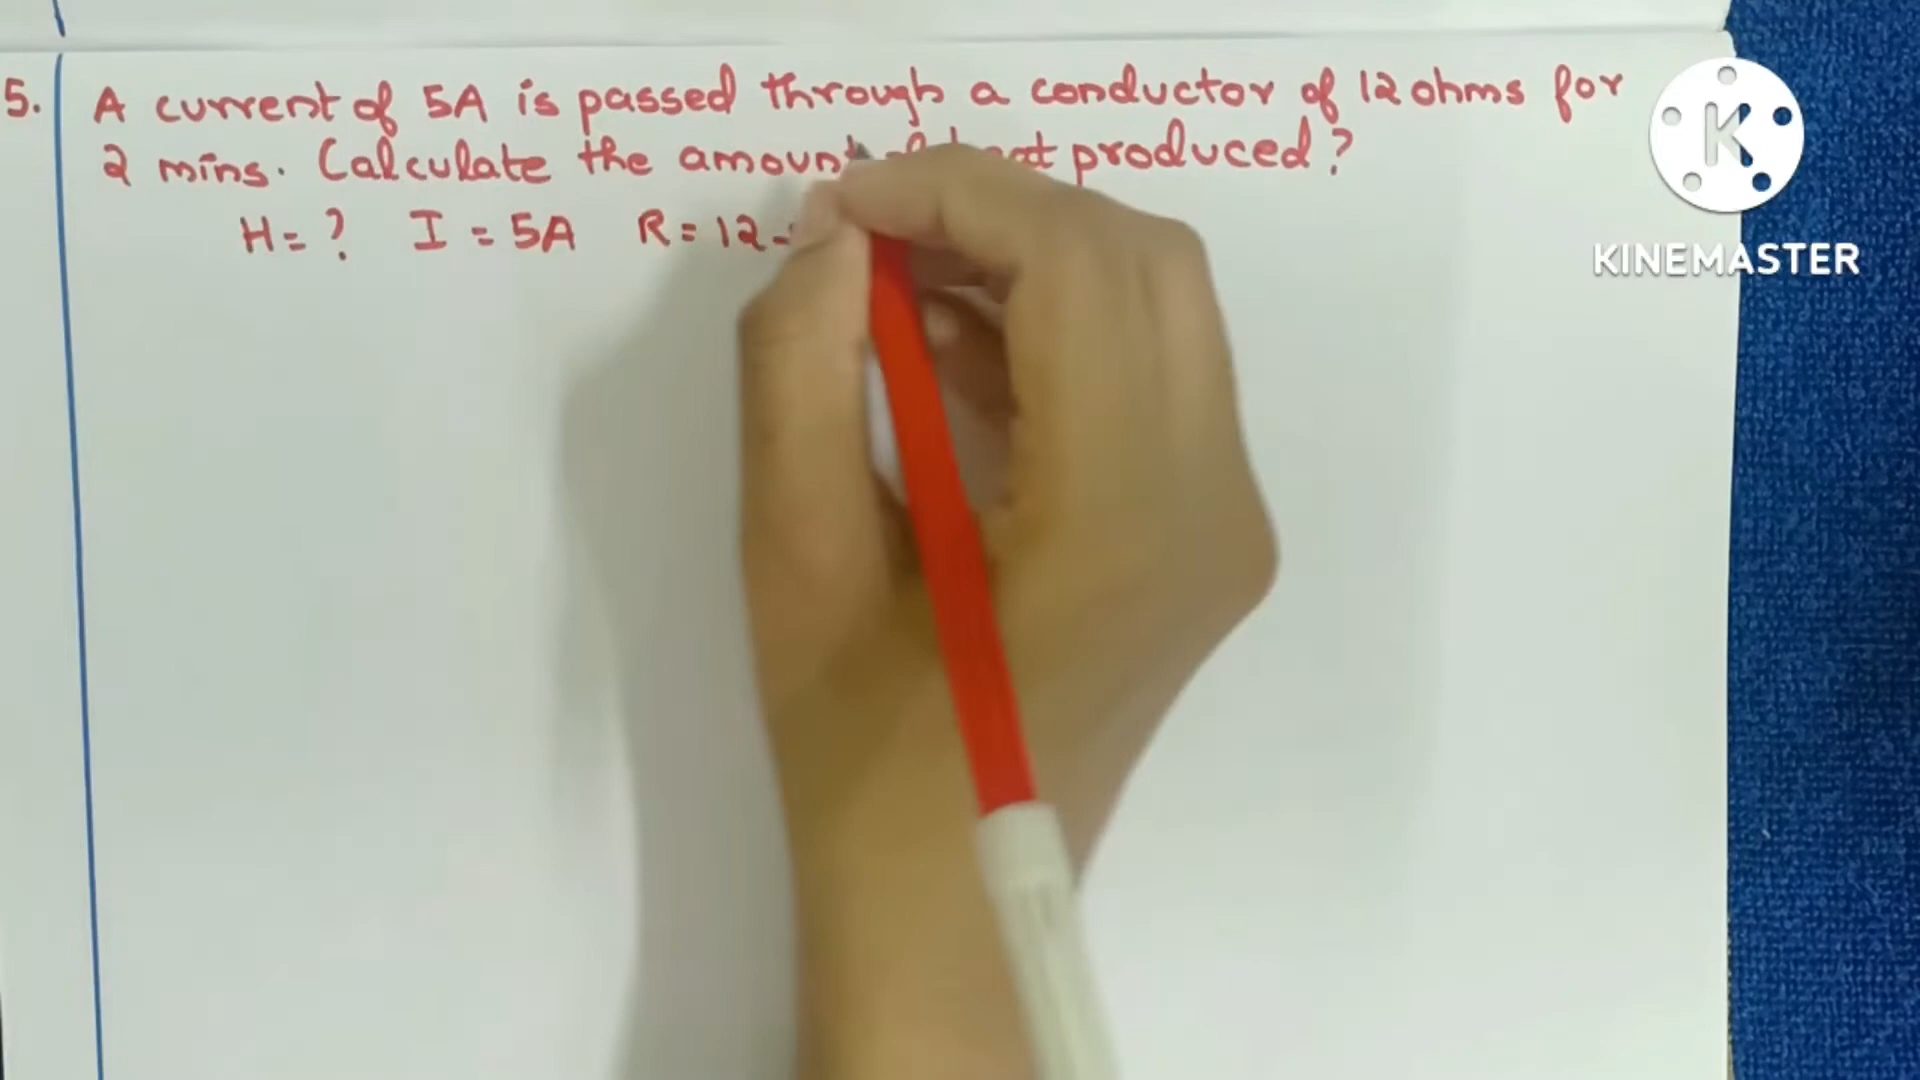 5. A current of 5A is passed through a conductor of 12 ohms for
2 mins. Calculate the amount produced?
H = ? I = 5A R = 12
K
KINEMASTER